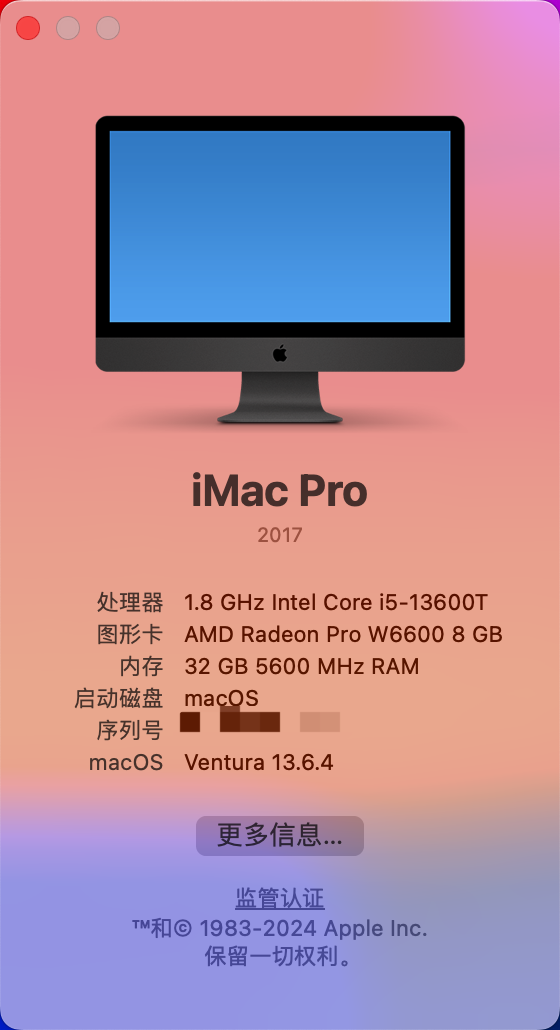 iMac Pro
2017
处理器 1.8 GHz Intel Core i5-13600T
图形卡 AMD Radeon Pro W6600 8 GB
内存 32 GB 5600 MHz RAM
启动磁盘 macOS
序列号
macOS Ventura 13.6.4
更多信息...
监管认证
™和© 1983-2024 Apple Inc.
保留一切权利。